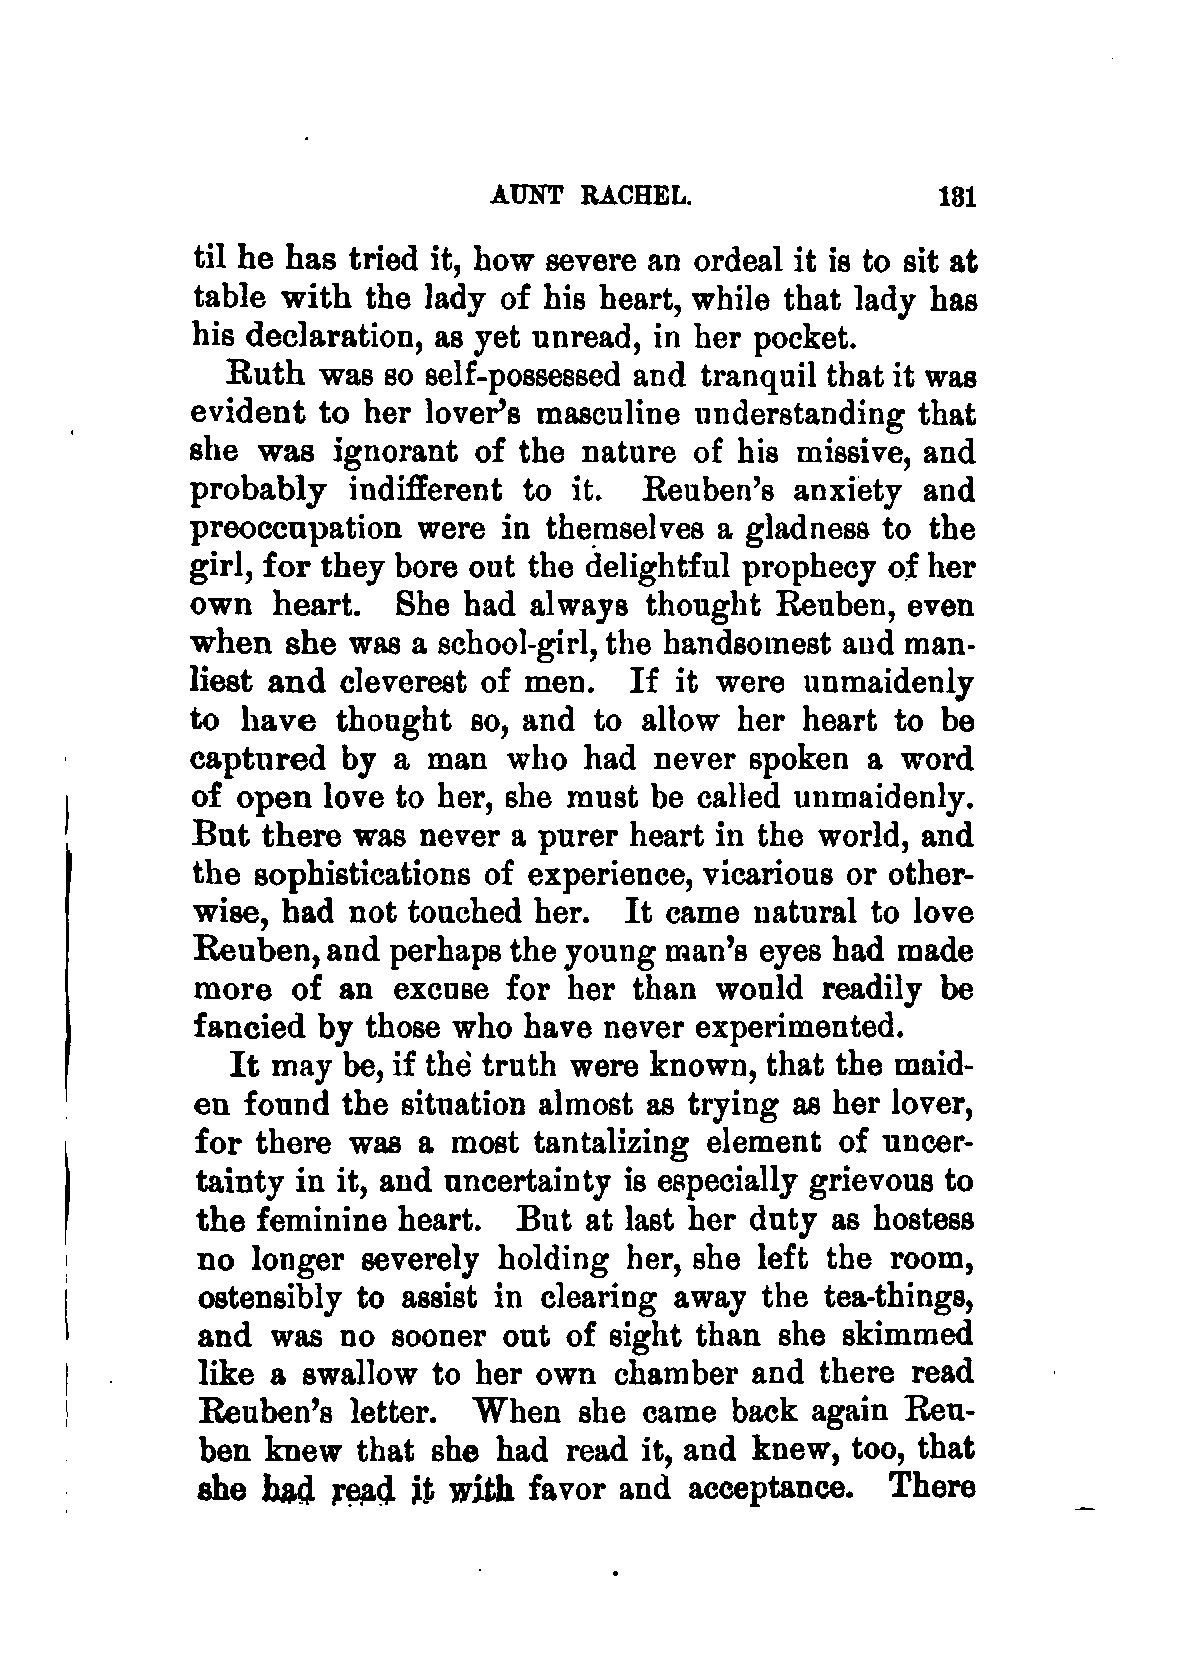 AUNT RACHEL. 181
til he has tried it, how severe an ordeal it is to sit at
table with the lady of his heart, while that lady has
his declaration, as yet unread, in her pocket.
Ruth was so self-possessed and tranquil that it was
evident to her lover's masculine understanding that
she was ignorant of the nature of his missive, and
probably indifferent to it. Reuben's anxiety and
preoccupation were in themselves a gladness to the
girl, for they bore out the delightful prophecy of her
own heart. She had always thought Reuben, even
when she was a school-girl, the handsomest and man-
liest and cleverest of men. If it were unmaidenly
to have thought so, and to allow her heart to be
captured by a man who had never spoken a word
of open love to her, she must be called unmaidenly.
But there was never a purer heart in the world, and
the sophistications of experience, vicarious or other-
wise, had not touched her. It came natural to love
Reuben, and perhaps the young man's eyes had made
more of an excuse for her than would readily be
fancied by those who have never experimented.
It may be, if the truth were known, that the maid-
en found the situation almost as trying as her lover,
for there was a most tantalizing element of uncer-
tainty in it, and uncertainty is especially grievous to
the feminine heart. But at last her duty as hostess
no longer severely holding her, she left the room,
ostensibly to assist in clearing away the tea-things,
and was no sooner out of sight than she skimmed
like a swallow to her own chamber and there read
Reuben's letter. When she came back again Reu-
ben knew that she had read it, and knew, too, that
she had read it with favor and acceptance. There